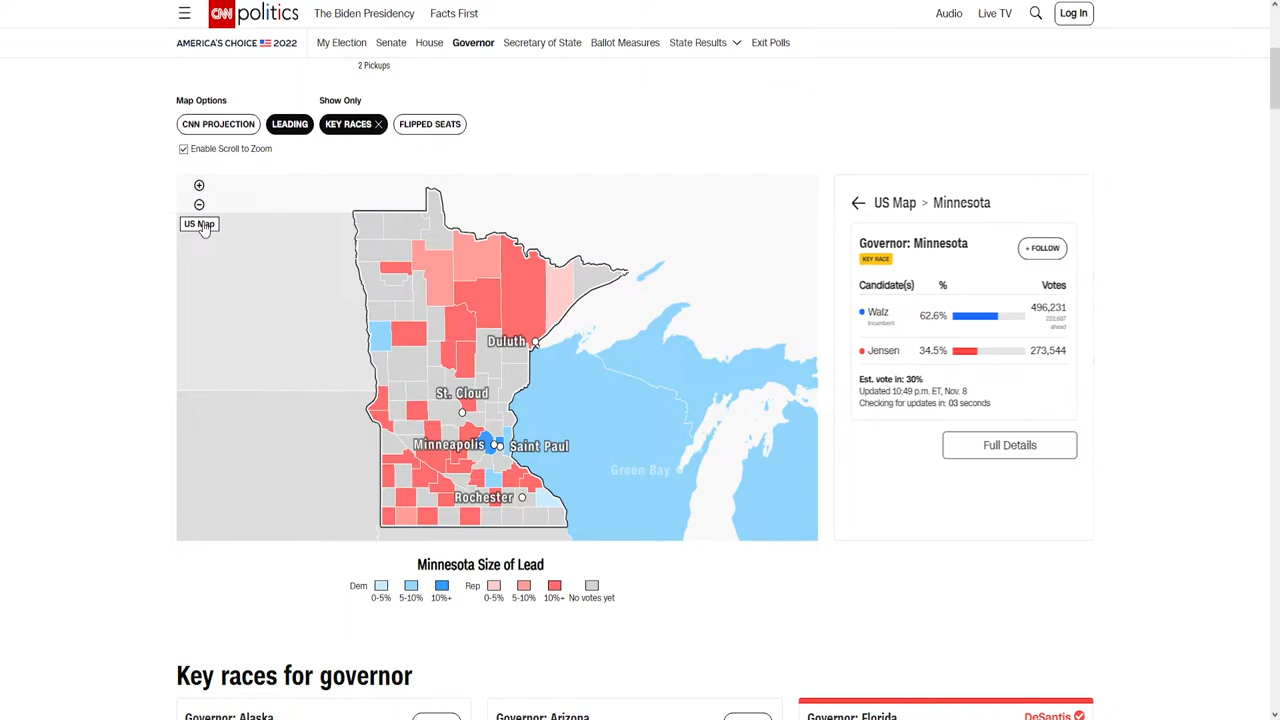 CNN politics The Biden Presidency Facts First Audio Live TV Log In
AMERICA'S CHOICE 2022 My Election Senate House Governor Secretary of State Ballot Measures State Results Exit Polls
2 Pickups
Map Options Show Only
CNN PROJECTION LEADING KEY RACES FLIPPED SEATS
Enable Scroll to Zoom
US Map
Duluth
St. Cloud
Minneapolis Saint Paul
Green Bay
Rochester
US Map > Minnesota
Governor: Minnesota + FOLLOW
KEY RACE
Candidate(s) % Votes
Walz 62.6% 496,231
Incumbent 222,687
ahead
Jensen 34.5% 273,544
Est. vote in: 30%
Updated 10:49 p.m. ET, Nov. 8
Checking for updates in: 03 seconds
Full Details
Minnesota Size of Lead
Dem Rep
0-5% 5-10% 10%+ 0-5% 5-10% 10%+ No votes yet
Key races for governor
Governor: Alaska Governor: Arizona Governor: Florida DeSantis